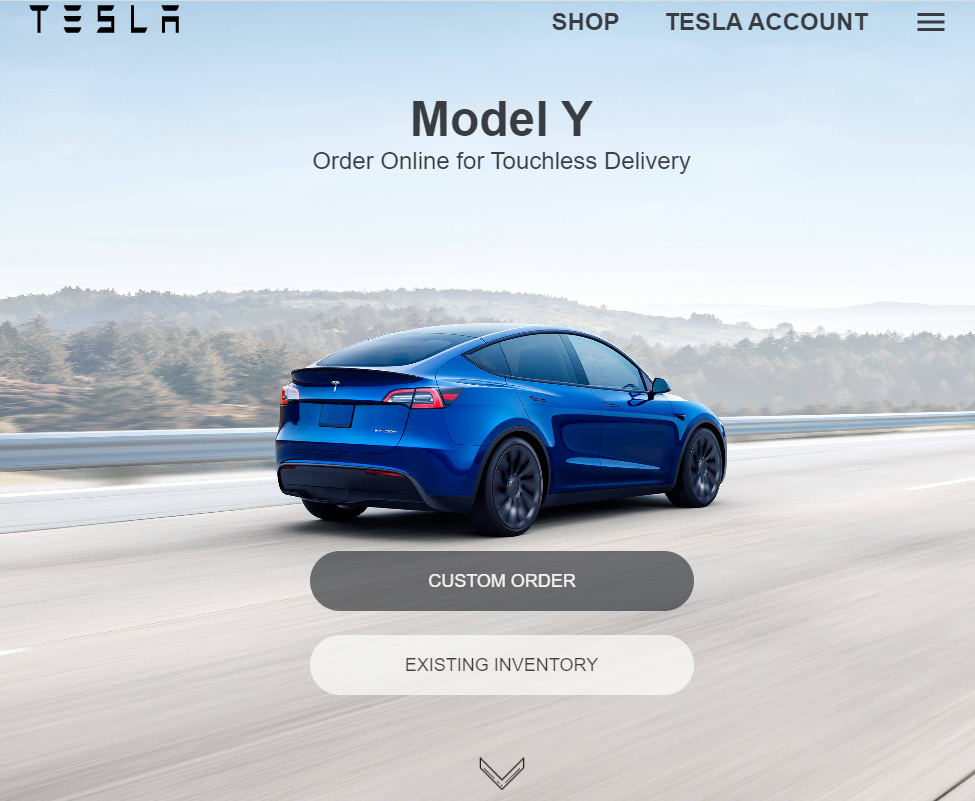 TESLA
SHOP
TESLA ACCOUNT
Model Y
Order Online for Touchless Delivery
CUSTOM ORDER
EXISTING INVENTORY